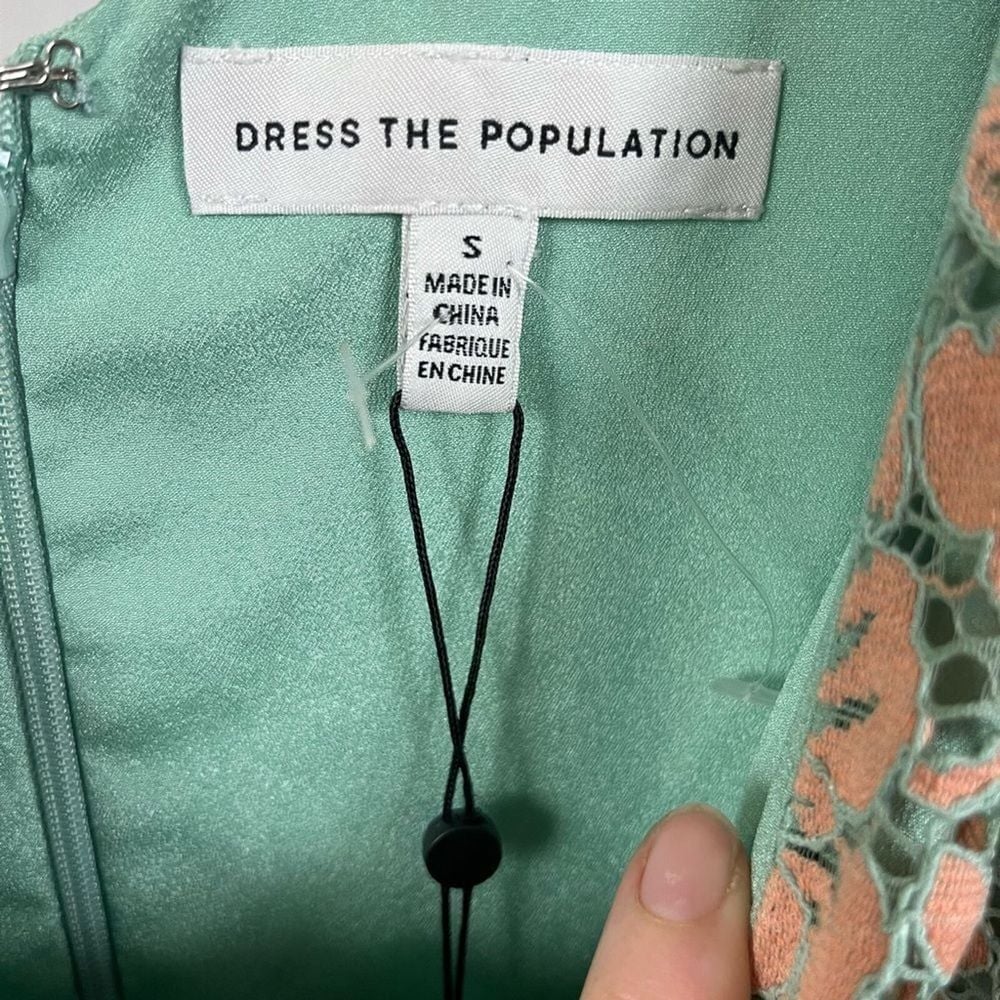 DRESS THE POPULATION
S
MADE IN
CHINA
FABRIQUE
EN CHINE